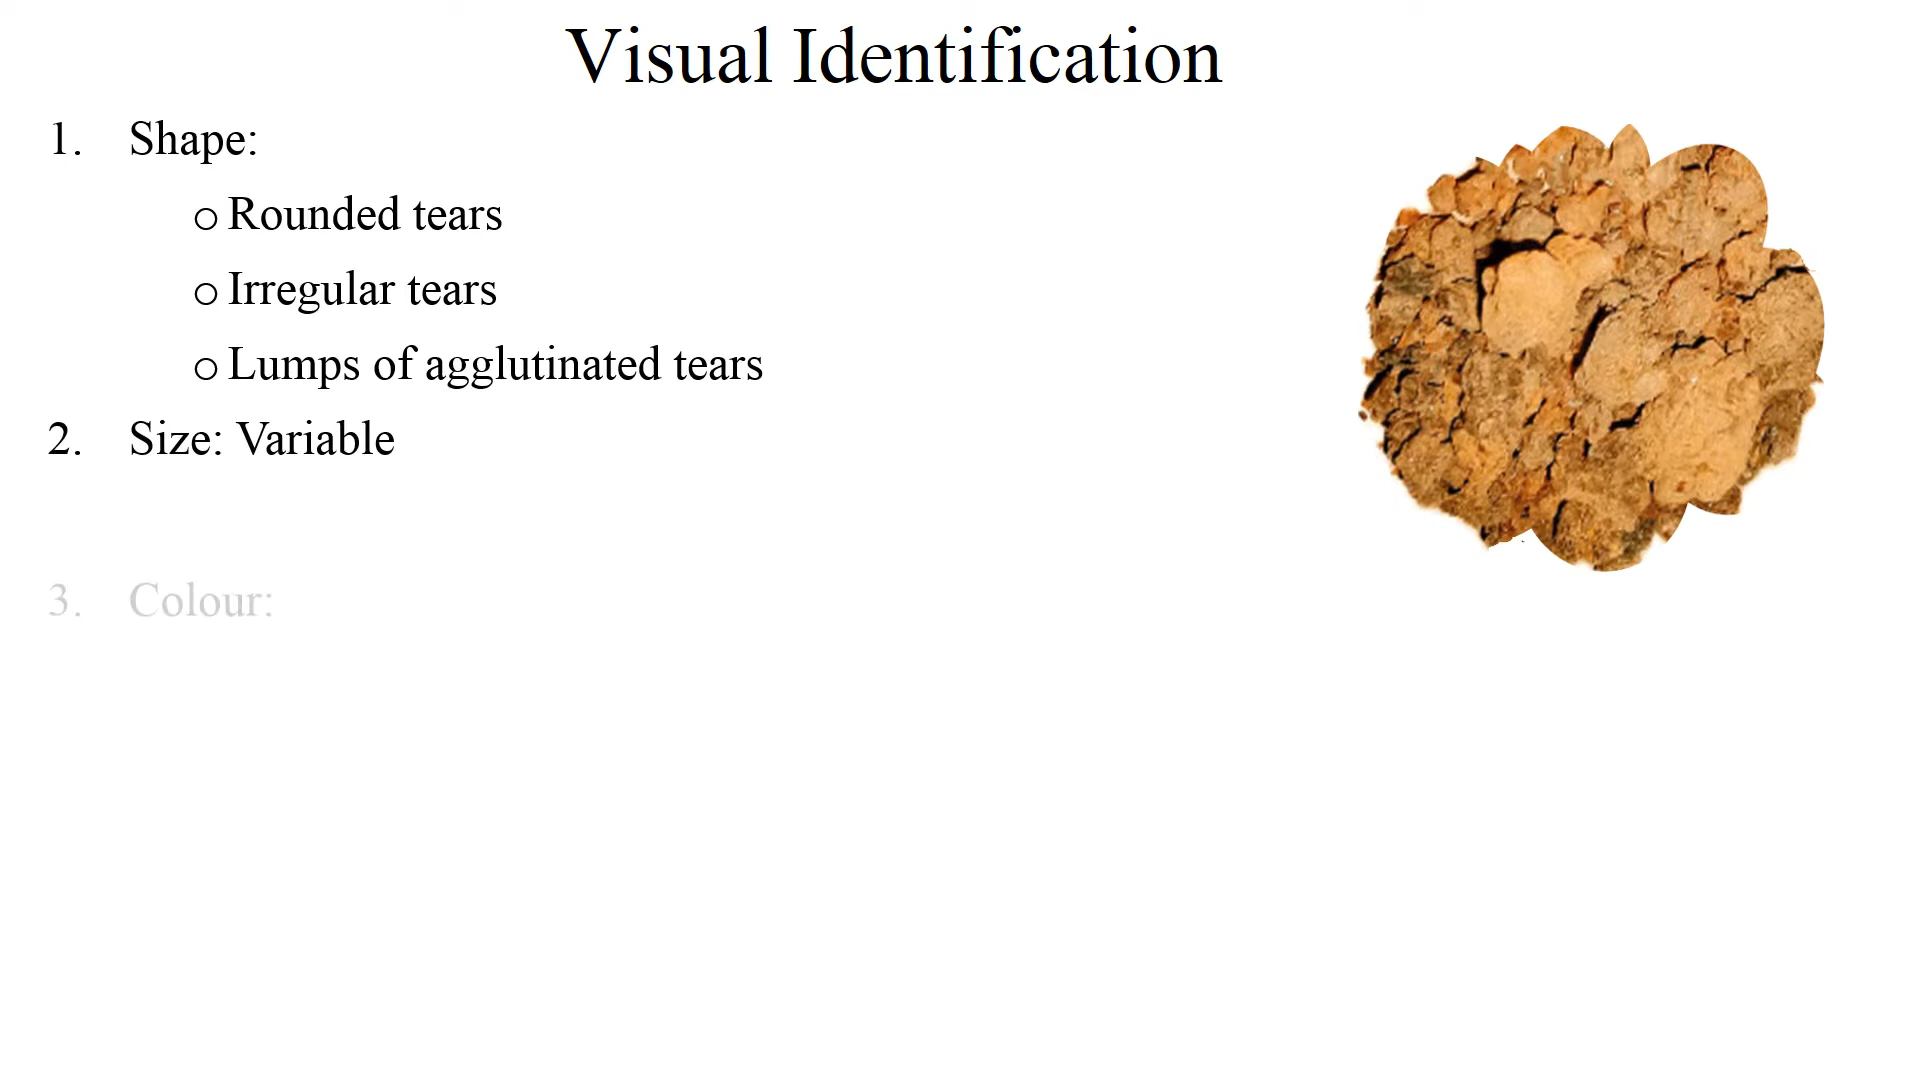 Visual Identification
1. Shape:
o Rounded tears
o Irregular tears
o Lumps of agglutinated tears
2. Size: Variable
3. Colour: